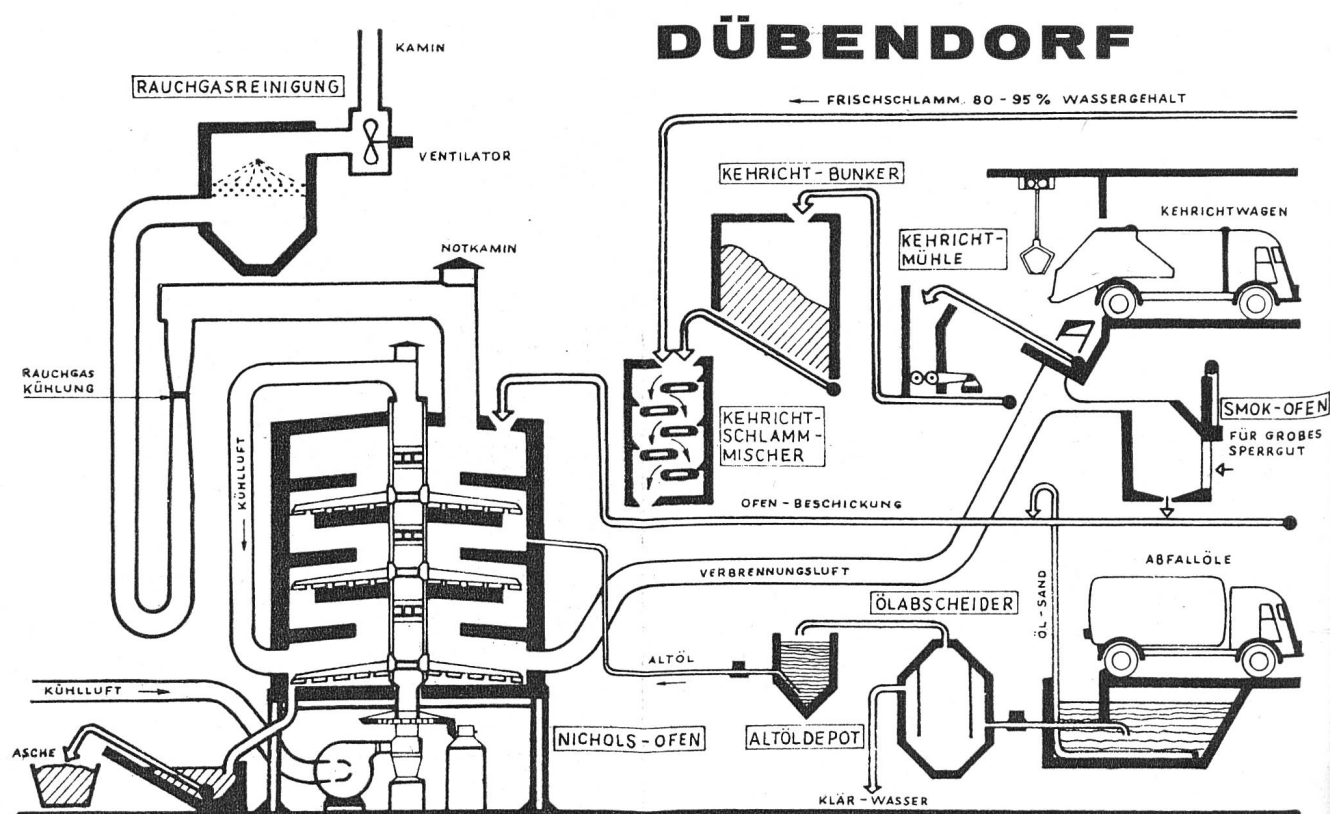 DÜBENDORF
KAMIN
RAUCHGASREINIGUNG
← FRISCHSCHLAMM 80 - 95 % WASSERGEHALT
VENTILATOR
KEHRICHT - BUNKER
KEHRICHTWAGEN
KEHRICHT-
MÜHLE
NOTKAMIN
RAUCHGAS
KÜHLUNG
KEHRICHT-
SCHLAMM-
MISCHER
SMOK-OFEN
FÜR GROBES
SPERRGUT
← KÜHLLUFT
OFEN - BESCHICKUNG
VERBRENNUNGSLUFT
ABFALLÖLE
ÖLABSCHEIDER
ÖL - SAND
ALTÖL
←
KÜHLLUFT →
NICHOLS - OFEN
ALTÖLDEPOT
ASCHE
KLÄR - WASSER